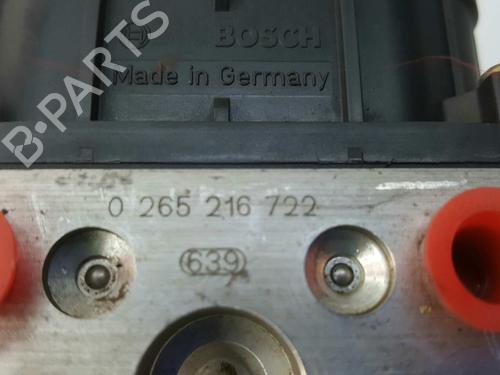 BOSCH
Made in Germany
B-PARTS
0 265 216 722
639